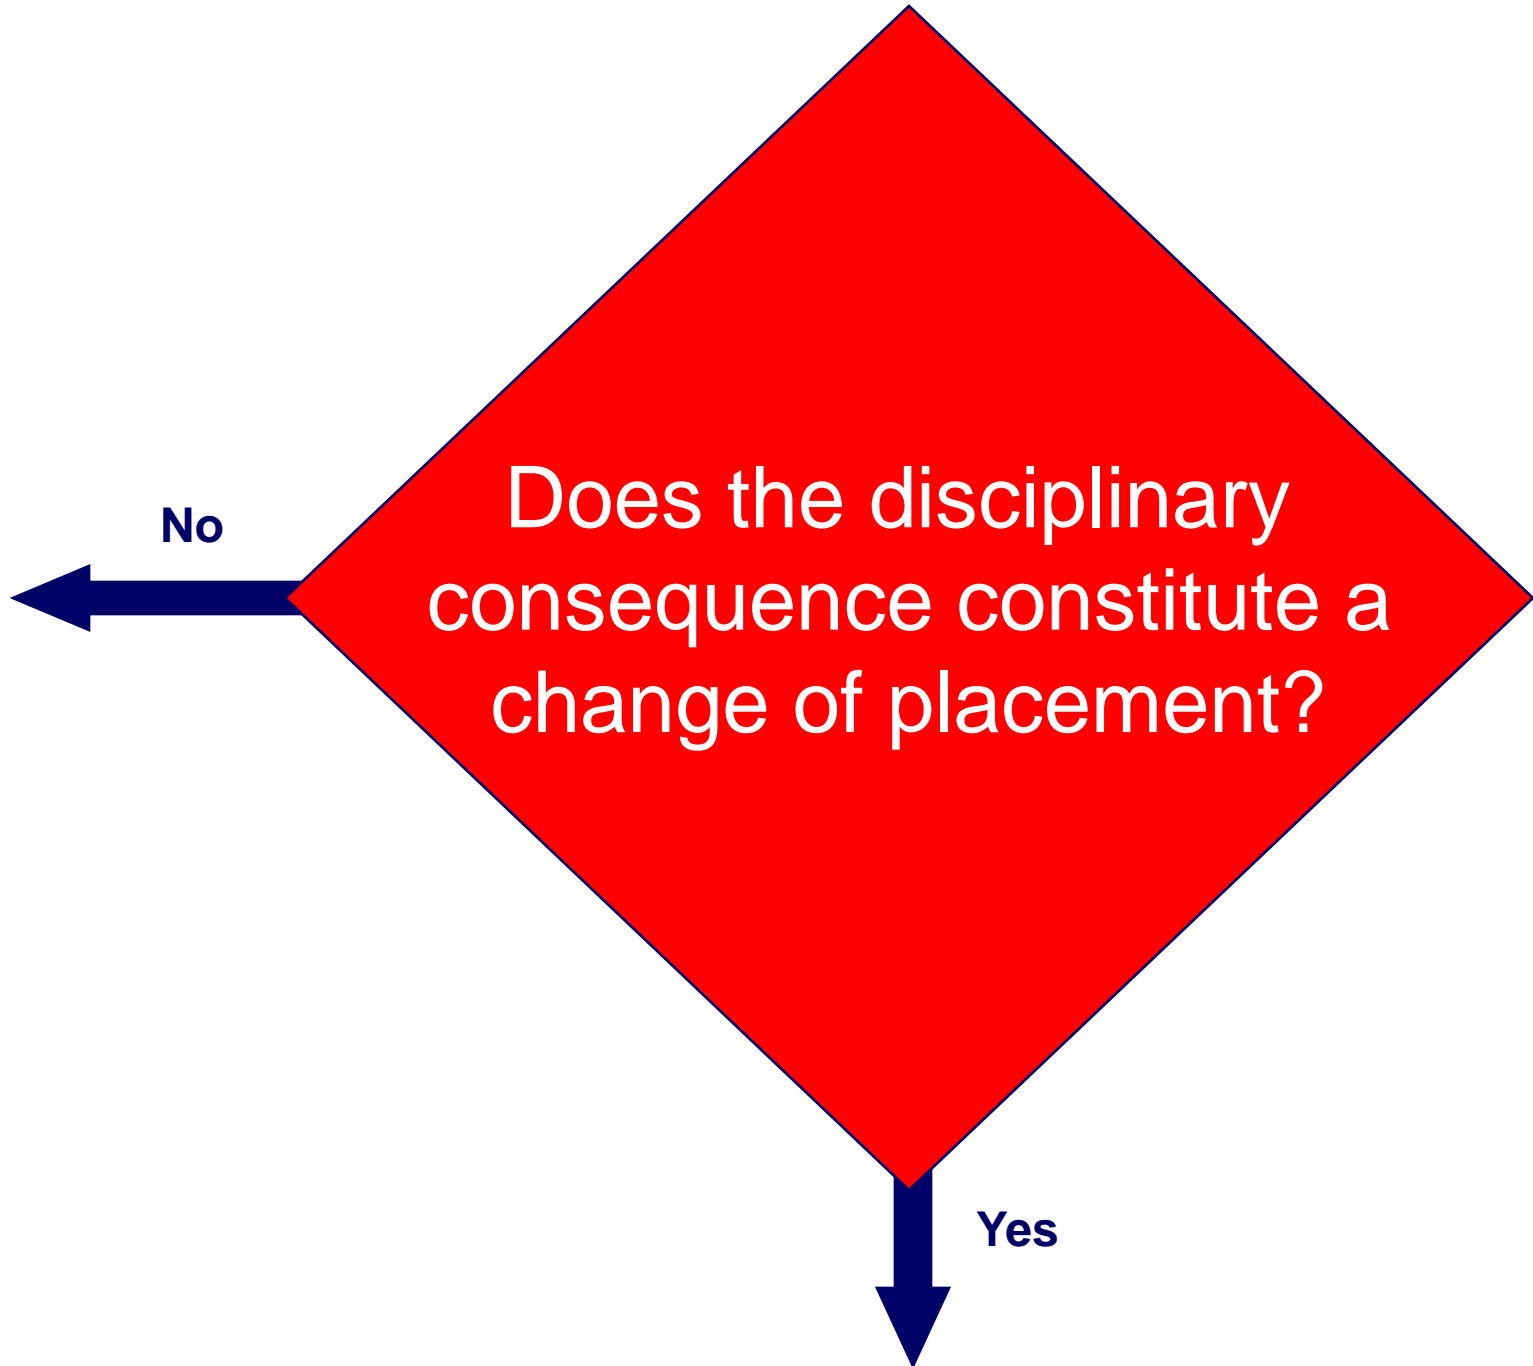 Does the disciplinary
consequence constitute a
change of placement?
No
Yes